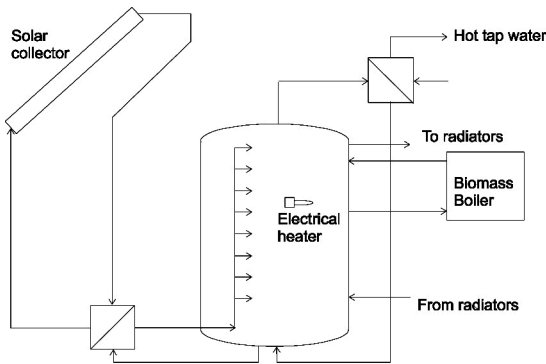 Solar
collector
Hot tap water
To radiators
Biomass
Boiler
Electrical
heater
From radiators